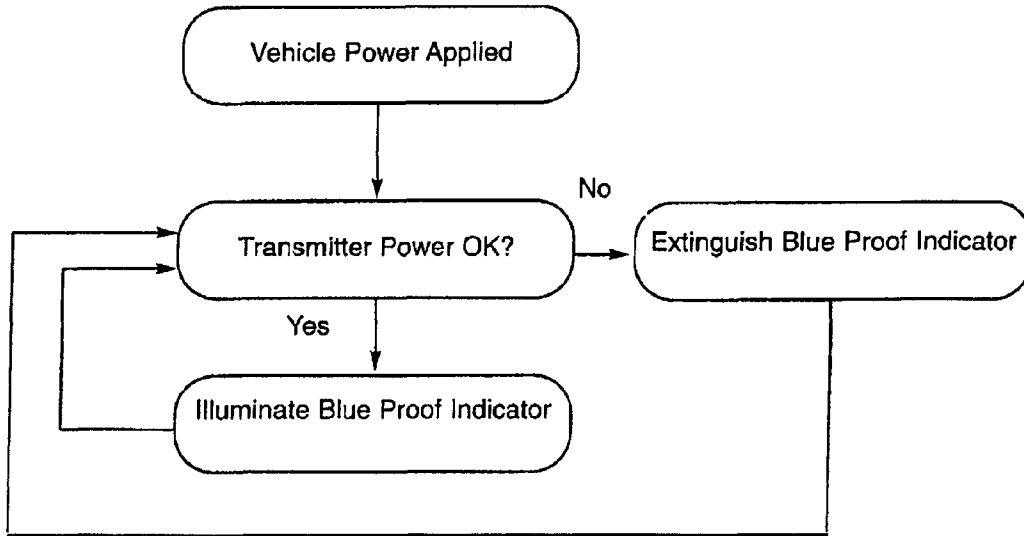 Vehicle Power Applied
No
Transmitter Power OK?
Extinguish Blue Proof Indicator
Yes
Illuminate Blue Proof Indicator